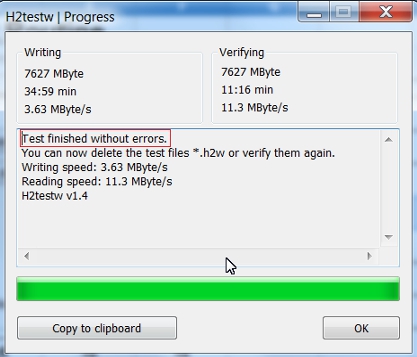 H2testw | Progress
Writing
7627 MByte
34:59 min
3.63 MByte/s
Verifying
7627 MByte
11:16 min
11.3 MByte/s
Test finished without errors.
You can now delete the test files *.h2w or verify them again.
Writing speed: 3.63 MByte/s
Reading speed: 11.3 MByte/s
H2testw v1.4
Copy to clipboard
OK